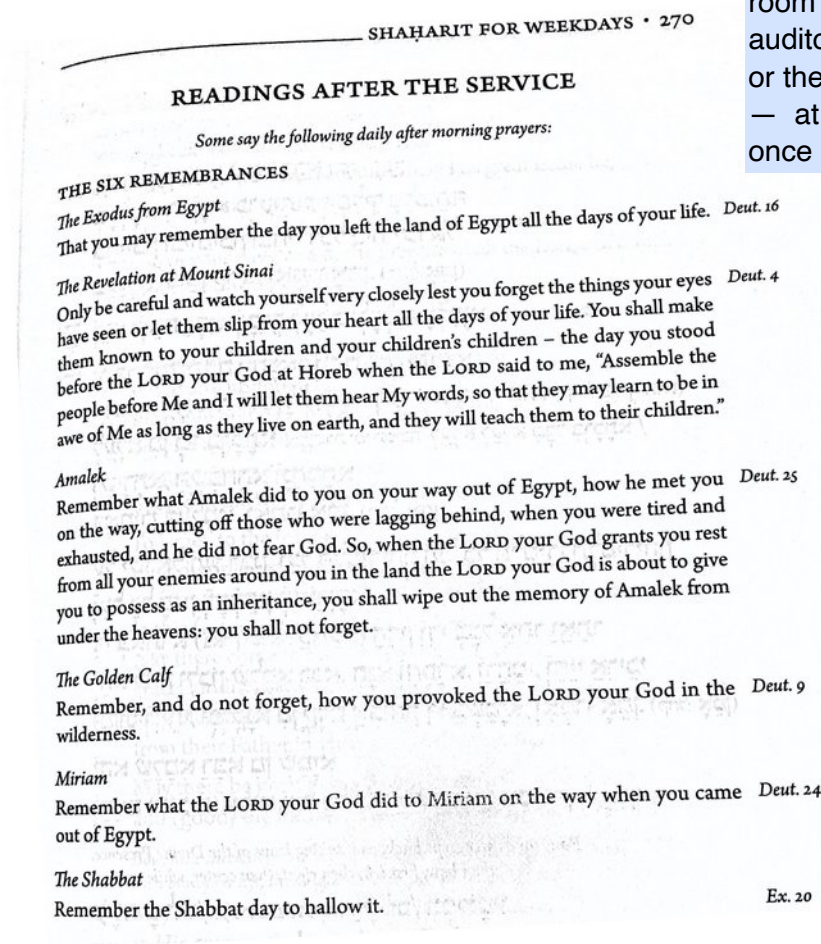 SHAḤARIT FOR WEEKDAYS • 270
room
audito
or the
— at
once
READINGS AFTER THE SERVICE
Some say the following daily after morning prayers:
THE SIX REMEMBRANCES
The Exodus from Egypt
That you may remember the day you left the land of Egypt all the days of your life. Deut. 16
The Revelation at Mount Sinai
Only be careful and watch yourself very closely lest you forget the things your eyes Deut. 4
have seen or let them slip from your heart all the days of your life. You shall make
them known to your children and your children's children – the day you stood
before the LORD your God at Horeb when the LORD said to me, “Assemble the
people before Me and I will let them hear My words, so that they may learn to be in
awe of Me as long as they live on earth, and they will teach them to their children.”
Amalek
Remember what Amalek did to you on your way out of Egypt, how he met you Deut. 25
on the way, cutting off those who were lagging behind, when you were tired and
exhausted, and he did not fear God. So, when the LORD your God grants you rest
from all your enemies around you in the land the LORD your God is about to give
you to possess as an inheritance, you shall wipe out the memory of Amalek from
under the heavens: you shall not forget.
The Golden Calf
Remember, and do not forget, how you provoked the LORD your God in the Deut. 9
wilderness.
Miriam
Remember what the LORD your God did to Miriam on the way when you came Deut. 24
out of Egypt.
The Shabbat
Remember the Shabbat day to hallow it. Ex. 20